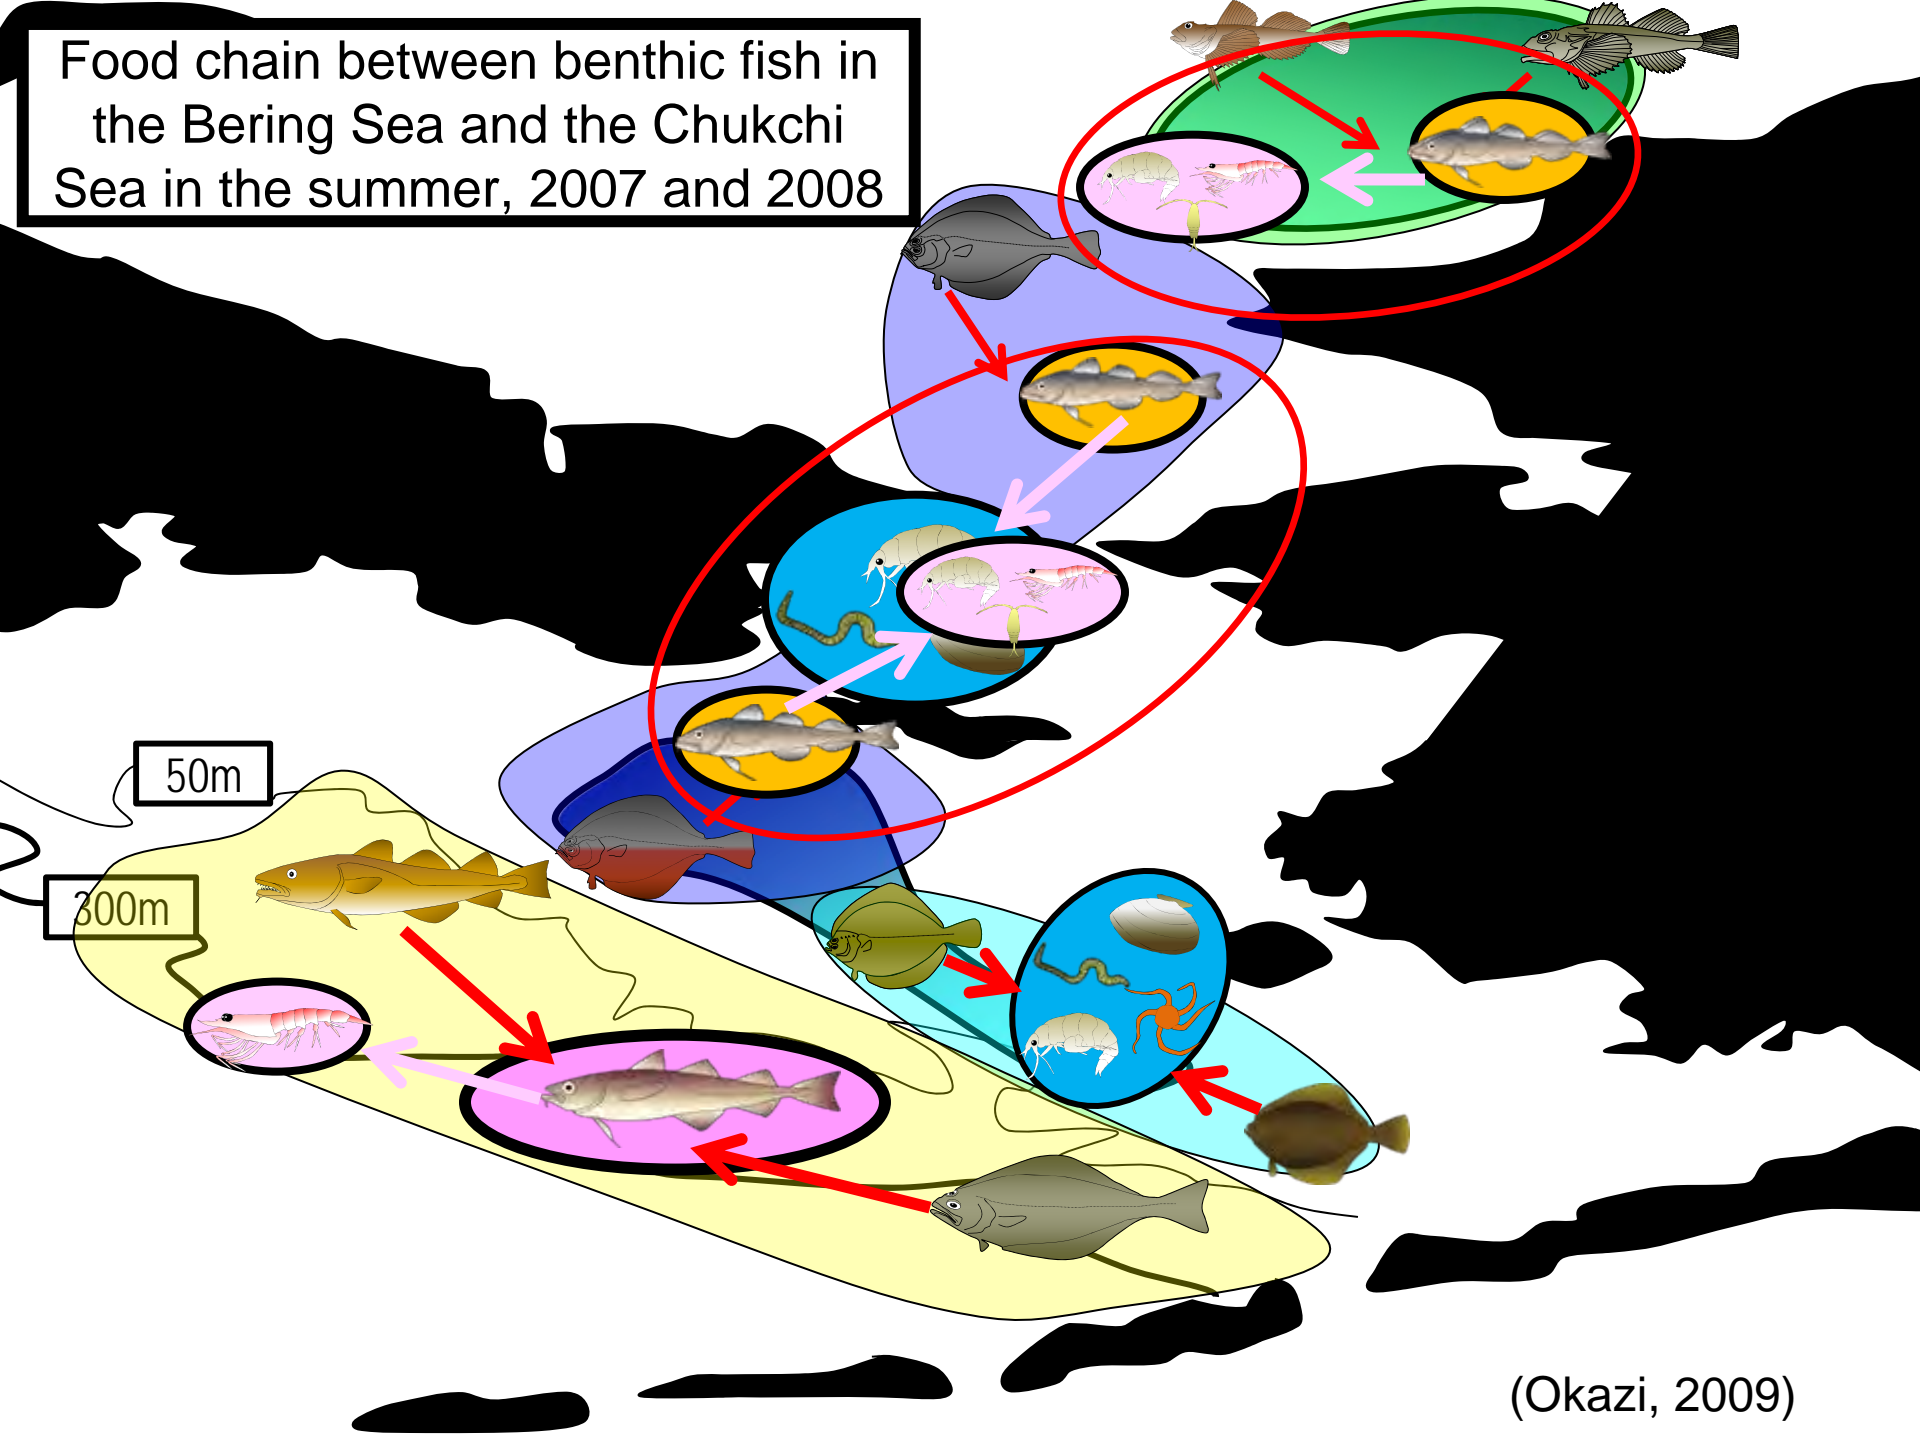 Food chain between benthic fish in
the Bering Sea and the Chukchi
Sea in the summer, 2007 and 2008
50m
300m
(Okazi, 2009)